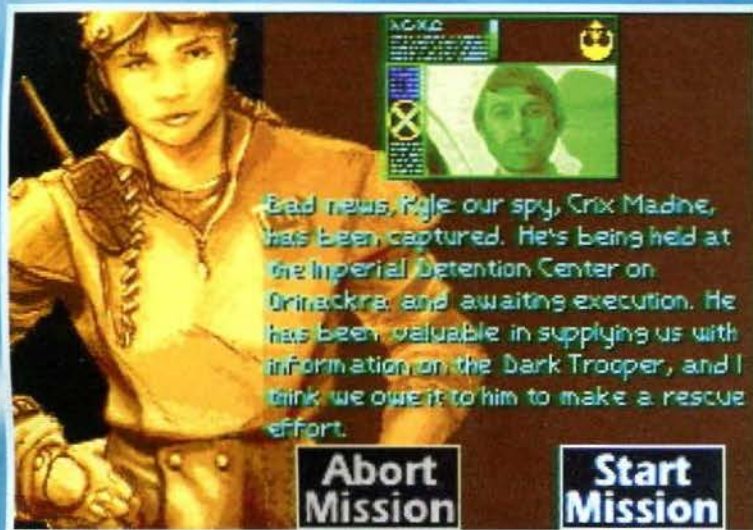 Bad news, Kyle: our spy, Crix Madine,
has been captured. He's being held at
the Imperial Detention Center on
Orinackra, and awaiting execution. He
has been valuable in supplying us with
information on the Dark Trooper, and I
think we owe it to him to make a rescue
effort.
Abort
Mission
Start
Mission